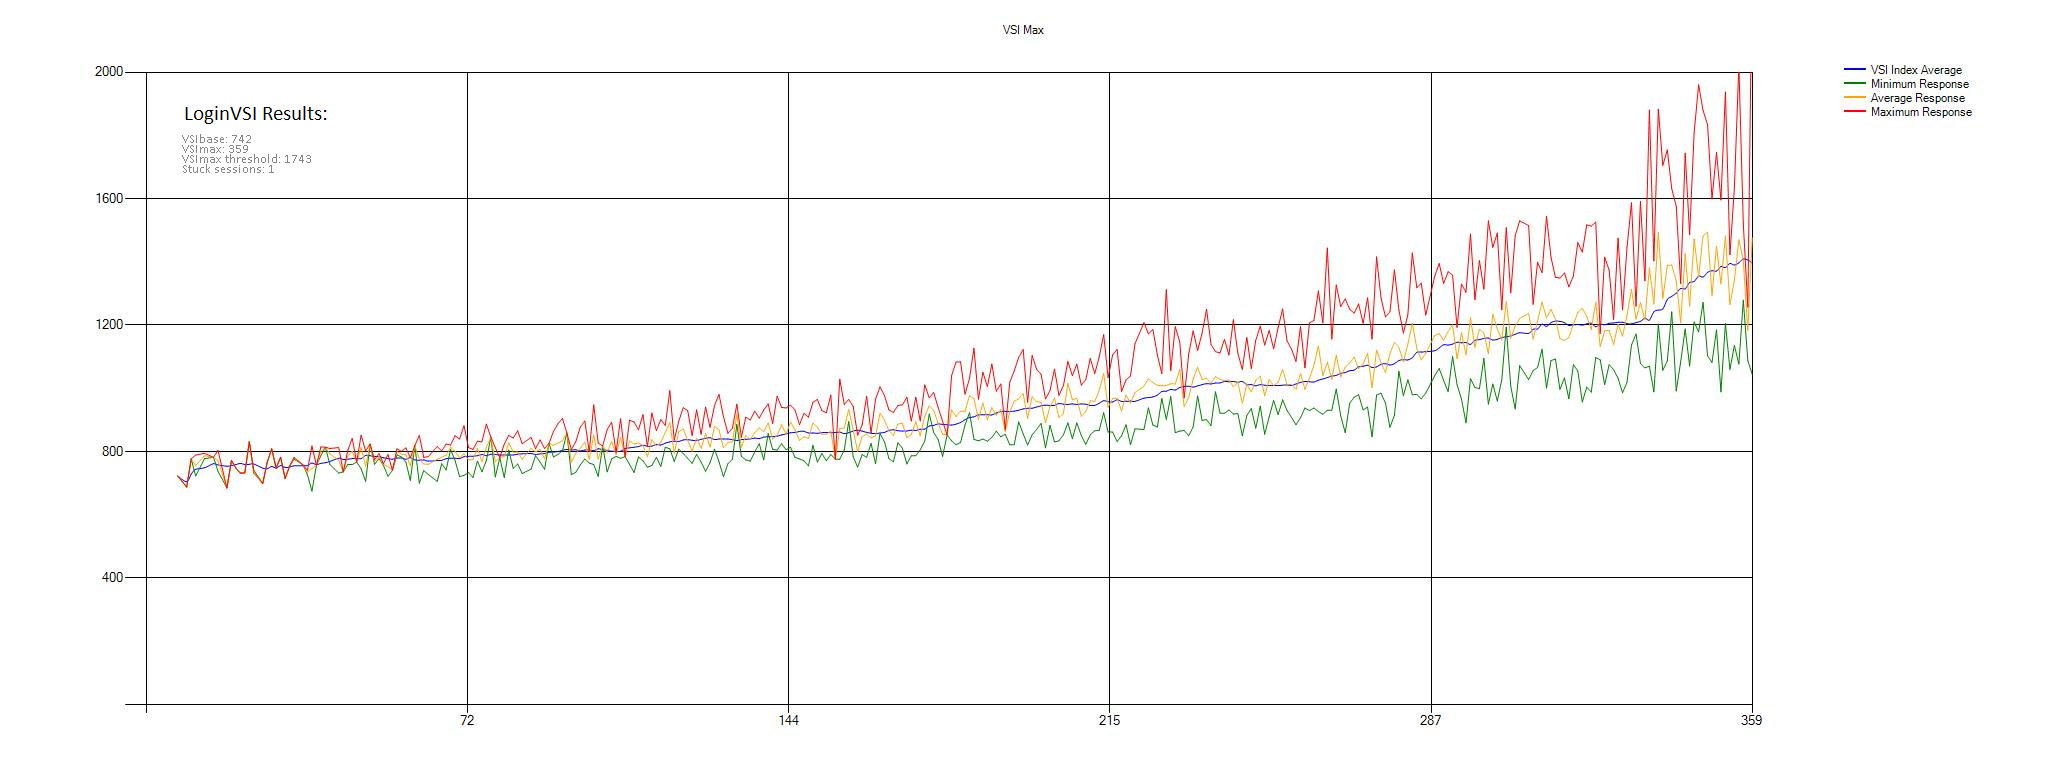 VSI Max
2000
1600
1200
800
400
LoginVSI Results:
VSIbase: 742
VSImax: 359
VSImax threshold: 1743
Stuck sessions: 1
VSI Index Average
Minimum Response
Average Response
Maximum Response
72 144 215 287 359